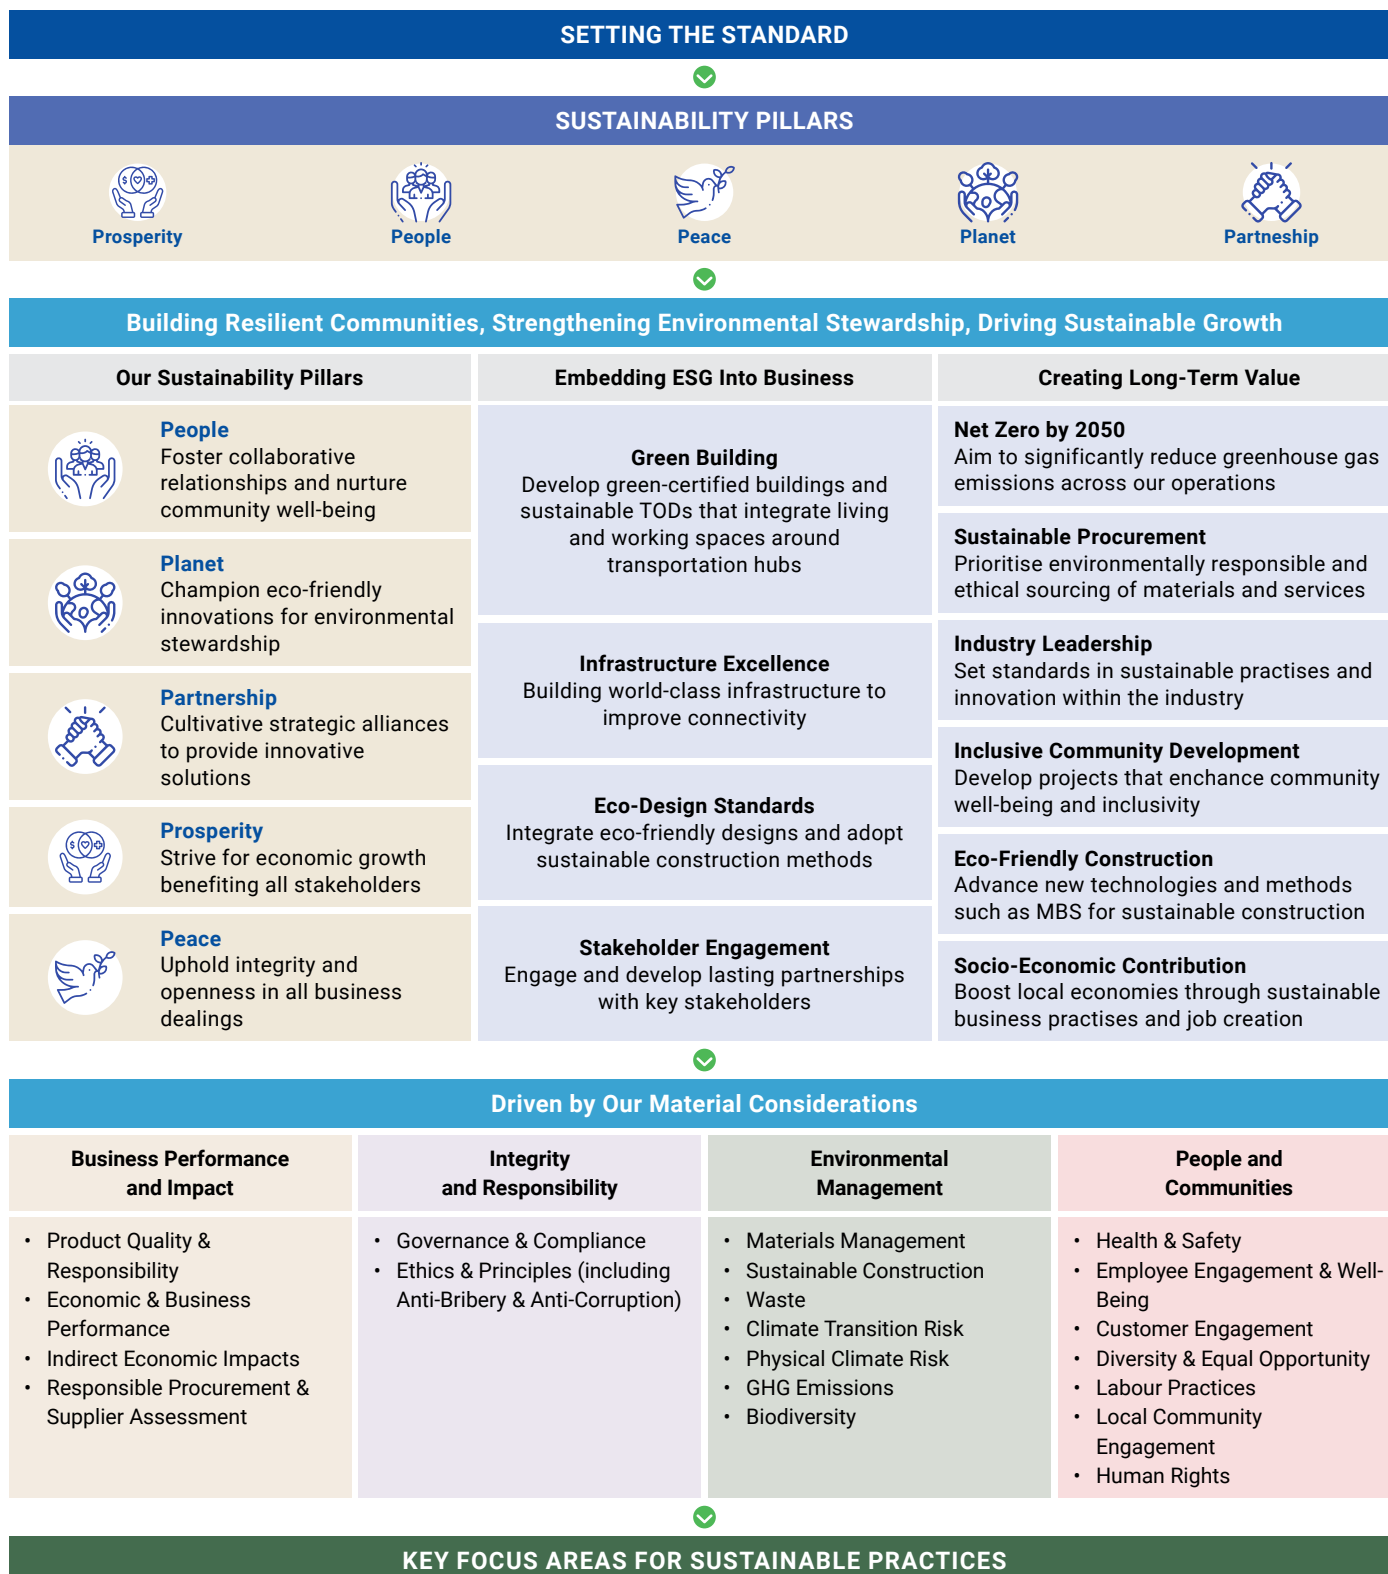 SETTING THE STANDARD
SUSTAINABILITY PILLARS
Prosperity
People
Peace
Planet
Partneship
Building Resilient Communities, Strengthening Environmental Stewardship, Driving Sustainable Growth
Our Sustainability Pillars
People
Foster collaborative
relationships and nurture
community well-being
Planet
Champion eco-friendly
innovations for environmental
stewardship
Partnership
Cultivative strategic alliances
to provide innovative
solutions
Prosperity
Strive for economic growth
benefiting all stakeholders
Peace
Uphold integrity and
openness in all business
dealings
Embedding ESG Into Business
Green Building
Develop green-certified buildings and
sustainable TODs that integrate living
and working spaces around
transportation hubs
Infrastructure Excellence
Building world-class infrastructure to
improve connectivity
Eco-Design Standards
Integrate eco-friendly designs and adopt
sustainable construction methods
Stakeholder Engagement
Engage and develop lasting partnerships
with key stakeholders
Creating Long-Term Value
Net Zero by 2050
Aim to significantly reduce greenhouse gas
emissions across our operations
Sustainable Procurement
Prioritise environmentally responsible and
ethical sourcing of materials and services
Industry Leadership
Set standards in sustainable practises and
innovation within the industry
Inclusive Community Development
Develop projects that enchance community
well-being and inclusivity
Eco-Friendly Construction
Advance new technologies and methods
such as MBS for sustainable construction
Socio-Economic Contribution
Boost local economies through sustainable
business practises and job creation
Driven by Our Material Considerations
Business Performance
and Impact
• Product Quality &
Responsibility
• Economic & Business
Performance
• Indirect Economic Impacts
• Responsible Procurement &
Supplier Assessment
Integrity
and Responsibility
• Governance & Compliance
• Ethics & Principles (including
Anti-Bribery & Anti-Corruption)
Environmental
Management
• Materials Management
• Sustainable Construction
• Waste
• Climate Transition Risk
• Physical Climate Risk
• GHG Emissions
• Biodiversity
People and
Communities
• Health & Safety
• Employee Engagement & Well-
Being
• Customer Engagement
• Diversity & Equal Opportunity
• Labour Practices
• Local Community
Engagement
• Human Rights
KEY FOCUS AREAS FOR SUSTAINABLE PRACTICES